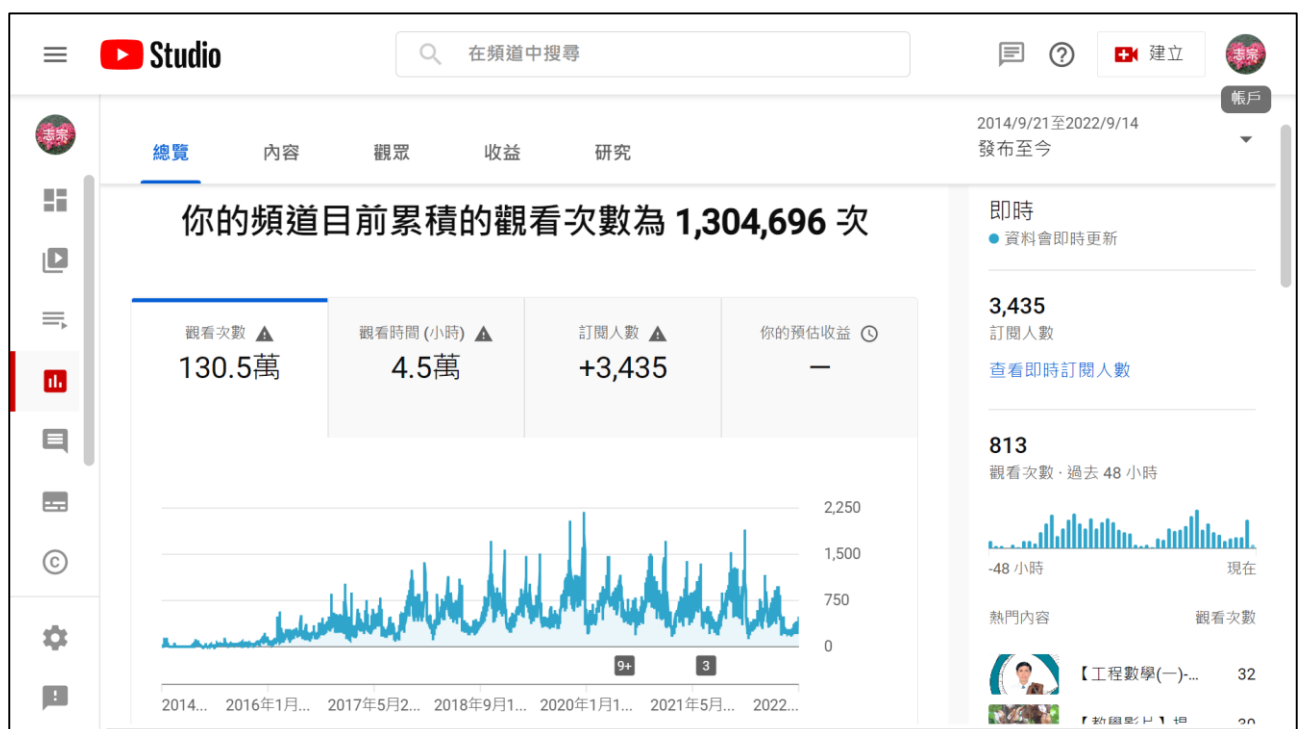 Studio
在頻道中搜尋
建立
志宗
帳戶
志宗
總覽
內容
觀眾
收益
研究
2014/9/21至2022/9/14
發布至今
你的頻道目前累積的觀看次數為 1,304,696 次
觀看次數
130.5萬
觀看時間 (小時)
4.5萬
訂閱人數
+3,435
你的預估收益
—
2,250
1,500
750
0
9+
3
2014...
2016年1月...
2017年5月2...
2018年9月1...
2020年1月1...
2021年5月...
2022...
即時
資料會即時更新
3,435
訂閱人數
查看即時訂閱人數
813
觀看次數 · 過去 48 小時
-48 小時
現在
熱門內容
觀看次數
【工程數學(一)-...
32